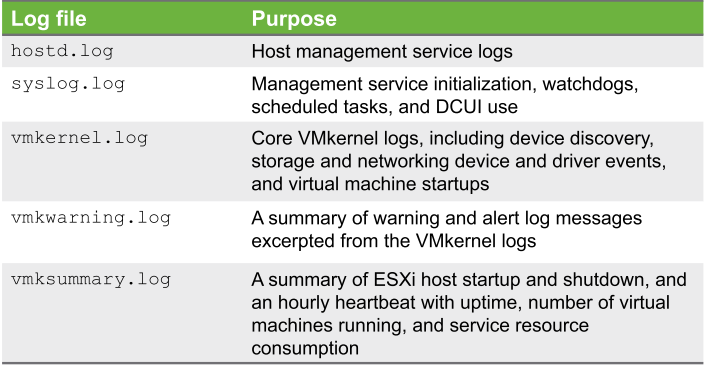 Log file Purpose
hostd.log Host management service logs
syslog.log Management service initialization, watchdogs,
scheduled tasks, and DCUI use
vmkernel.log Core VMkernel logs, including device discovery,
storage and networking device and driver events,
and virtual machine startups
vmkwarning.log A summary of warning and alert log messages
excerpted from the VMkernel logs
vmksummary.log A summary of ESXi host startup and shutdown, and
an hourly heartbeat with uptime, number of virtual
machines running, and service resource
consumption